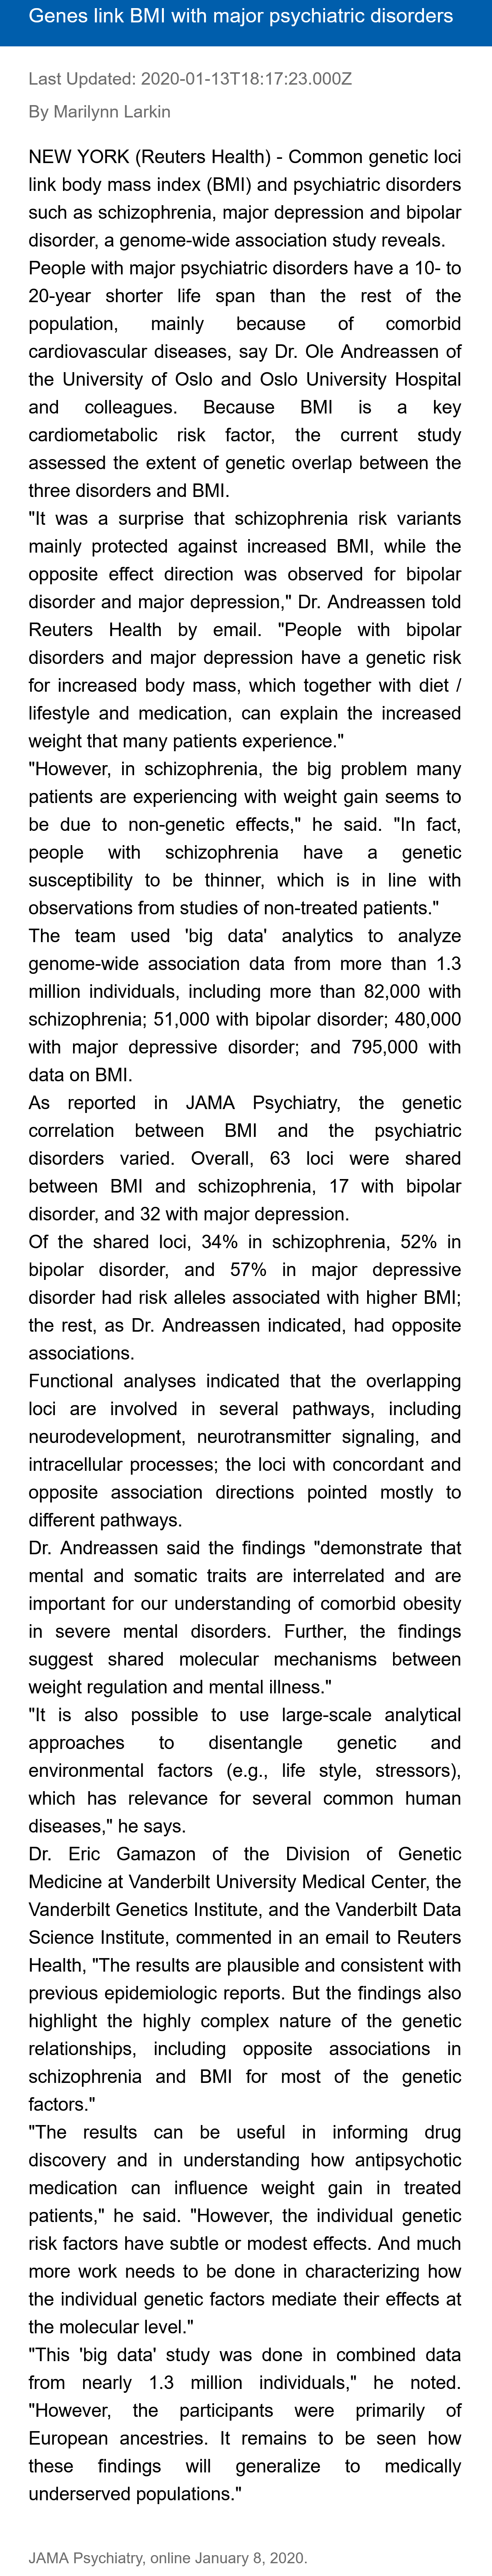 Genes link BMI with major psychiatric disorders
Last Updated: 2020-01-13T18:17:23.000Z
By Marilynn Larkin
NEW YORK (Reuters Health) - Common genetic loci
link body mass index (BMI) and psychiatric disorders
such as schizophrenia, major depression and bipolar
disorder, a genome-wide association study reveals.
People with major psychiatric disorders have a 10- to
20-year shorter life span than the rest of the
population, mainly because of comorbid
cardiovascular diseases, say Dr. Ole Andreassen of
the University of Oslo and Oslo University Hospital
and colleagues. Because BMI is a key
cardiometabolic risk factor, the current study
assessed the extent of genetic overlap between the
three disorders and BMI.
"It was a surprise that schizophrenia risk variants
mainly protected against increased BMI, while the
opposite effect direction was observed for bipolar
disorder and major depression," Dr. Andreassen told
Reuters Health by email. "People with bipolar
disorders and major depression have a genetic risk
for increased body mass, which together with diet /
lifestyle and medication, can explain the increased
weight that many patients experience."
"However, in schizophrenia, the big problem many
patients are experiencing with weight gain seems to
be due to non-genetic effects," he said. "In fact,
people with schizophrenia have a genetic
susceptibility to be thinner, which is in line with
observations from studies of non-treated patients."
The team used 'big data' analytics to analyze
genome-wide association data from more than 1.3
million individuals, including more than 82,000 with
schizophrenia; 51,000 with bipolar disorder; 480,000
with major depressive disorder; and 795,000 with
data on BMI.
As reported in JAMA Psychiatry, the genetic
correlation between BMI and the psychiatric
disorders varied. Overall, 63 loci were shared
between BMI and schizophrenia, 17 with bipolar
disorder, and 32 with major depression.
Of the shared loci, 34% in schizophrenia, 52% in
bipolar disorder, and 57% in major depressive
disorder had risk alleles associated with higher BMI;
the rest, as Dr. Andreassen indicated, had opposite
associations.
Functional analyses indicated that the overlapping
loci are involved in several pathways, including
neurodevelopment, neurotransmitter signaling, and
intracellular processes; the loci with concordant and
opposite association directions pointed mostly to
different pathways.
Dr. Andreassen said the findings "demonstrate that
mental and somatic traits are interrelated and are
important for our understanding of comorbid obesity
in severe mental disorders. Further, the findings
suggest shared molecular mechanisms between
weight regulation and mental illness."
"It is also possible to use large-scale analytical
approaches to disentangle genetic and
environmental factors (e.g., life style, stressors),
which has relevance for several common human
diseases," he says.
Dr. Eric Gamazon of the Division of Genetic
Medicine at Vanderbilt University Medical Center, the
Vanderbilt Genetics Institute, and the Vanderbilt Data
Science Institute, commented in an email to Reuters
Health, "The results are plausible and consistent with
previous epidemiologic reports. But the findings also
highlight the highly complex nature of the genetic
relationships, including opposite associations in
schizophrenia and BMI for most of the genetic
factors."
"The results can be useful in informing drug
discovery and in understanding how antipsychotic
medication can influence weight gain in treated
patients," he said. "However, the individual genetic
risk factors have subtle or modest effects. And much
more work needs to be done in characterizing how
the individual genetic factors mediate their effects at
the molecular level."
"This 'big data' study was done in combined data
from nearly 1.3 million individuals," he noted.
"However, the participants were primarily of
European ancestries. It remains to be seen how
these findings will generalize to medically
underserved populations."
JAMA Psychiatry, online January 8, 2020.